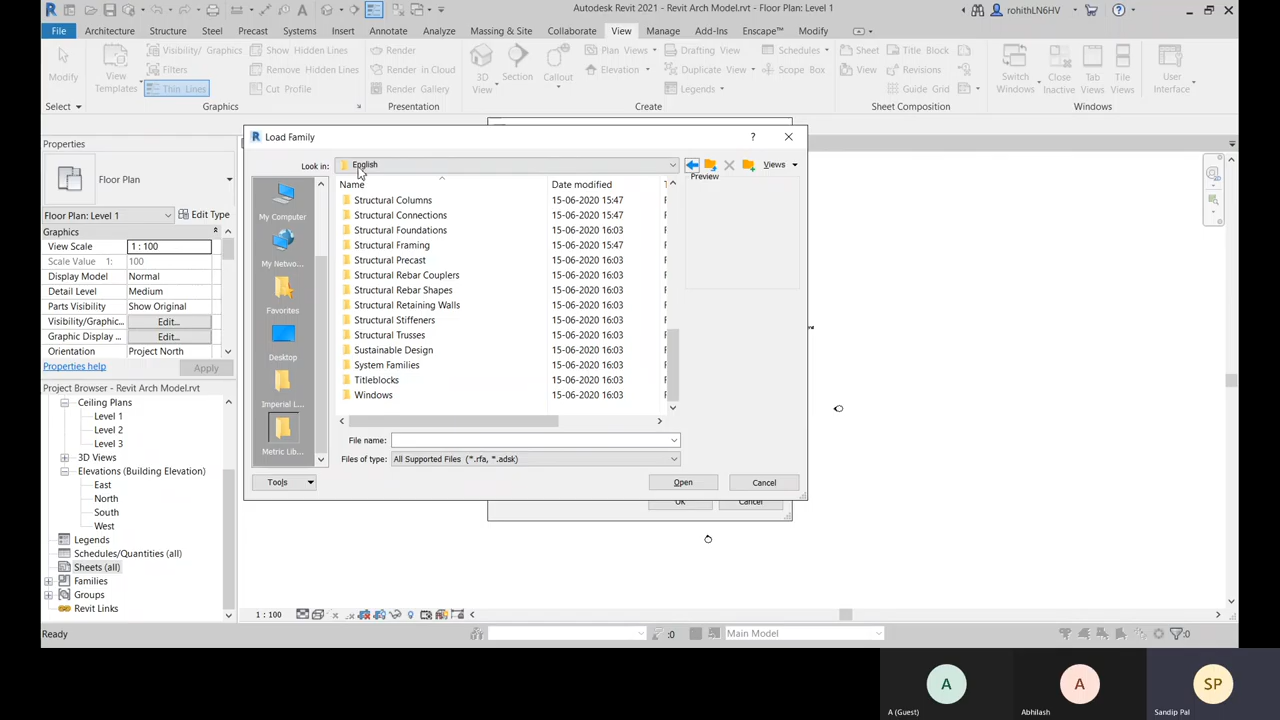 Autodesk Revit 2021 - Revit Arch Model.rvt - Floor Plan: Level 1
rohithLN6HV
File Architecture Structure Steel Precast Systems Insert Annotate Analyze Massing & Site Collaborate View Manage Add-Ins Enscape™ Modify
Modify
View
Templates
Visibility/ Graphics
Filters
Thin Lines
Show Hidden Lines
Remove Hidden Lines
Cut Profile
Render
Render in Cloud
Render Gallery
3D
View
Section
Callout
Plan Views
Elevation
Drafting View
Duplicate View
Legends
Schedules
Scope Box
Sheet
View
Title Block
Revisions
Guide Grid
Switch
Windows
Close
Inactive
Tab
Views
Tile
Views
User
Interface
Select Graphics Presentation Create Sheet Composition Windows
Properties
Floor Plan
Floor Plan: Level 1 Edit Type
Graphics
View Scale 1 : 100
Scale Value 1: 100
Display Model Normal
Detail Level Medium
Parts Visibility Show Original
Visibility/Graphic... Edit...
Graphic Display ... Edit...
Orientation Project North
Properties help Apply
Project Browser - Revit Arch Model.rvt
Ceiling Plans
Level 1
Level 2
Level 3
3D Views
Elevations (Building Elevation)
East
North
South
West
Legends
Schedules/Quantities (all)
Sheets (all)
Families
Groups
Revit Links
Load Family
Look in: English
Views
My Computer
My Netwo...
Favorites
Desktop
Imperial L...
Metric Lib...
Name Date modified
Structural Columns 15-06-2020 15:47
Structural Connections 15-06-2020 15:47
Structural Foundations 15-06-2020 16:03
Structural Framing 15-06-2020 15:47
Structural Precast 15-06-2020 16:03
Structural Rebar Couplers 15-06-2020 16:03
Structural Rebar Shapes 15-06-2020 16:03
Structural Retaining Walls 15-06-2020 16:03
Structural Stiffeners 15-06-2020 16:03
Structural Trusses 15-06-2020 16:03
Sustainable Design 15-06-2020 16:03
System Families 15-06-2020 16:03
Titleblocks 15-06-2020 16:03
Windows 15-06-2020 16:03
Preview
File name:
Files of type: All Supported Files (*.rfa, *.adsk)
Tools Open Cancel
OK Cancel
1 : 100
Ready
:0
Main Model
:0
A
A (Guest)
A
Abhilash
SP
Sandip Pal